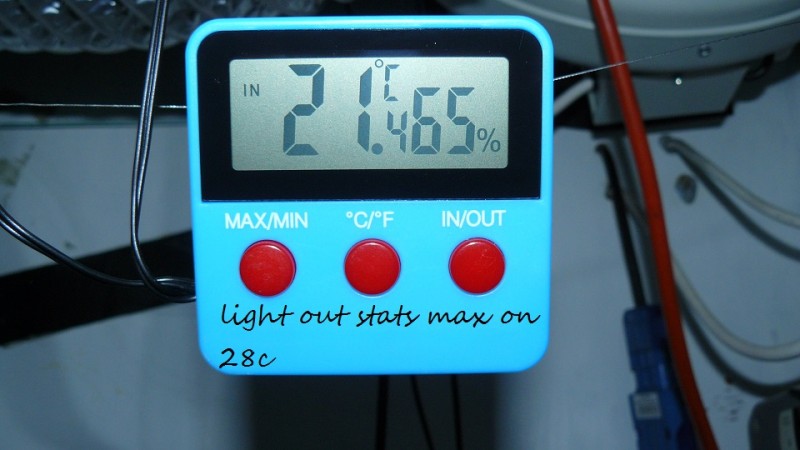 IN 21.4 °C 65 %
MAX/MIN °C/°F IN/OUT
light out stats max on
28c